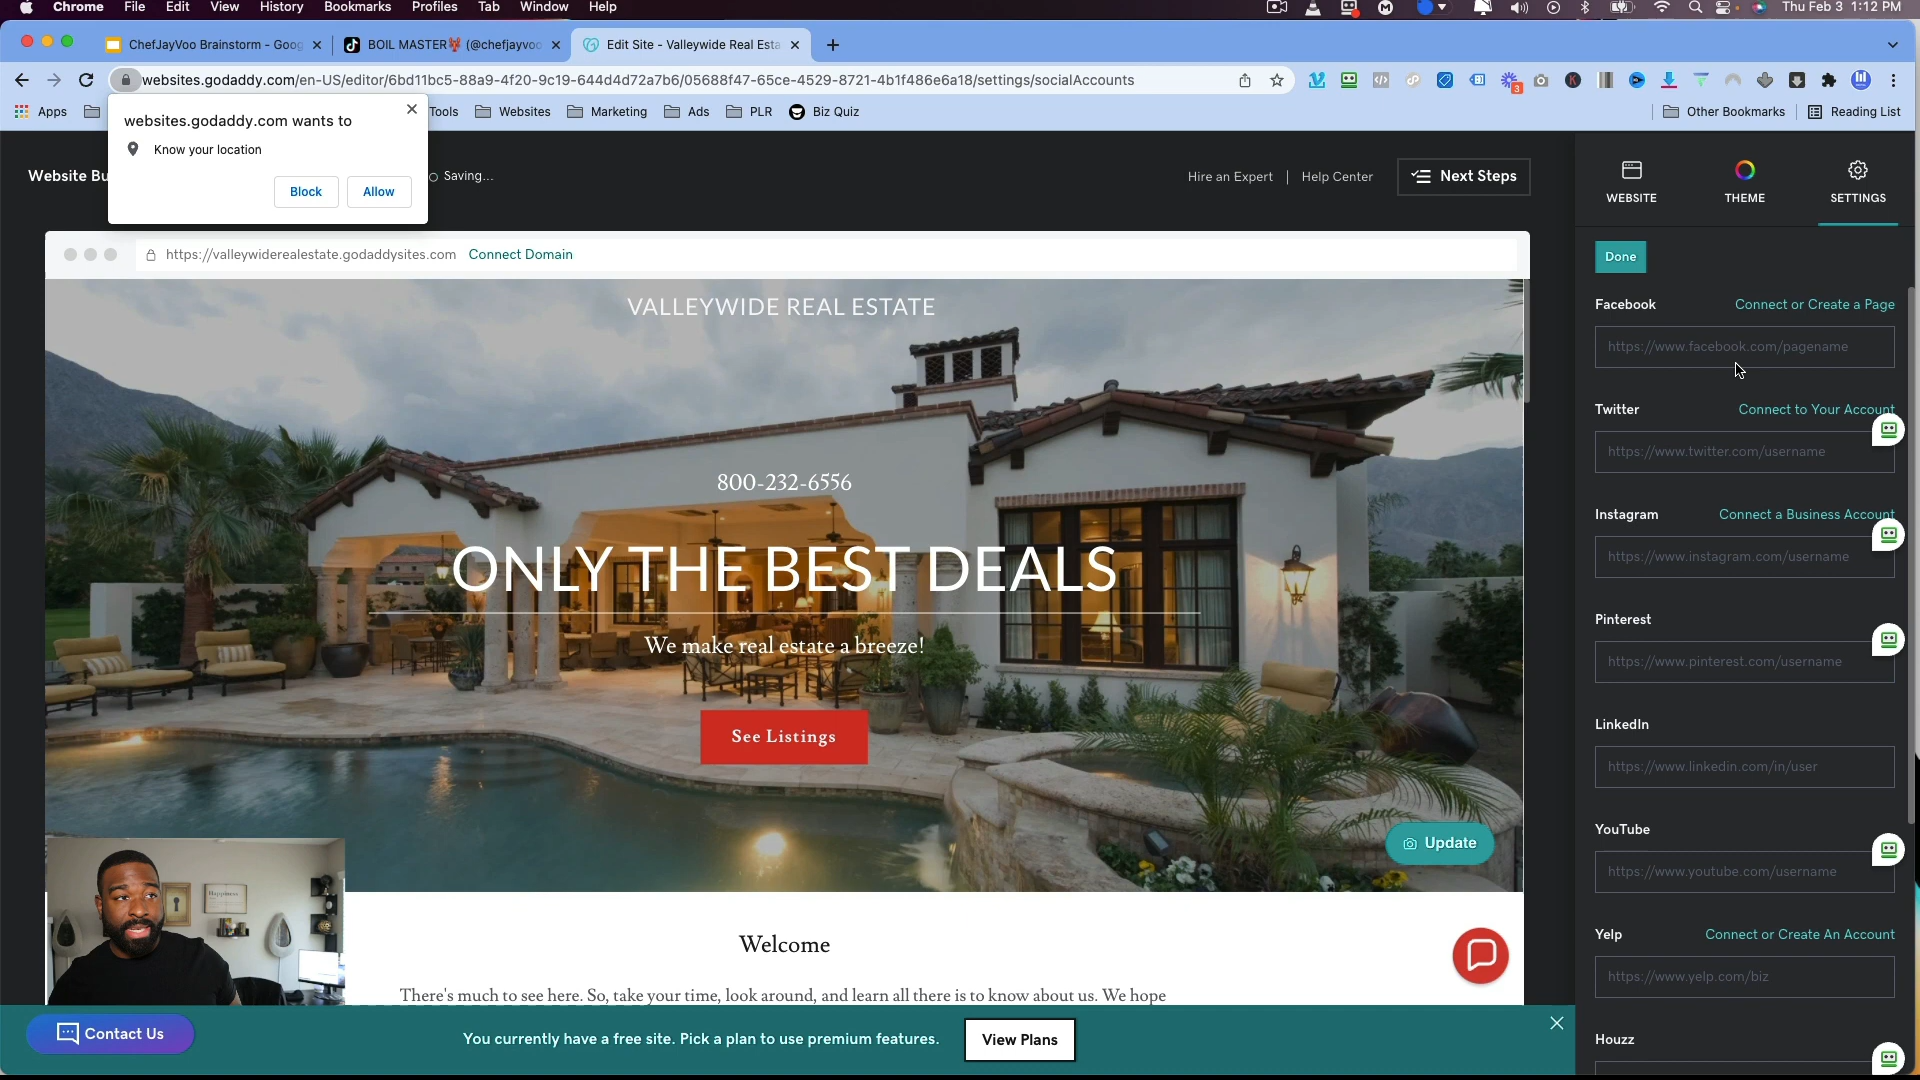 Chrome File Edit View History Bookmarks Profiles Tab Window Help Thu Feb 3 1:12 PM
ChefJayVoo Brainstorm - Goog
BOIL MASTER🦞 (@chefjayvoo
Edit Site - Valleywide Real Esta
websites.godaddy.com/en-US/editor/6bd11bc5-88a9-4f20-9c19-644d4d72a7b6/05688f47-65ce-4529-8721-4b1f486e6a18/settings/socialAccounts
3
Apps Tools Websites Marketing Ads PLR Biz Quiz Other Bookmarks Reading List
websites.godaddy.com wants to
Know your location
Block Allow
Website Bu Saving... Hire an Expert | Help Center Next Steps
WEBSITE THEME SETTINGS
https://valleywiderealestate.godaddysites.com Connect Domain
VALLEYWIDE REAL ESTATE
800-232-6556
ONLY THE BEST DEALS
We make real estate a breeze!
See Listings
Update
Welcome
There's much to see here. So, take your time, look around, and learn all there is to know about us. We hope
Contact Us
You currently have a free site. Pick a plan to use premium features. View Plans
Done
Facebook Connect or Create a Page
https://www.facebook.com/pagename
Twitter Connect to Your Account
https://www.twitter.com/username
Instagram Connect a Business Account
https://www.instagram.com/username
Pinterest
https://www.pinterest.com/username
LinkedIn
https://www.linkedin.com/in/user
YouTube
https://www.youtube.com/username
Yelp Connect or Create An Account
https://www.yelp.com/biz
Houzz